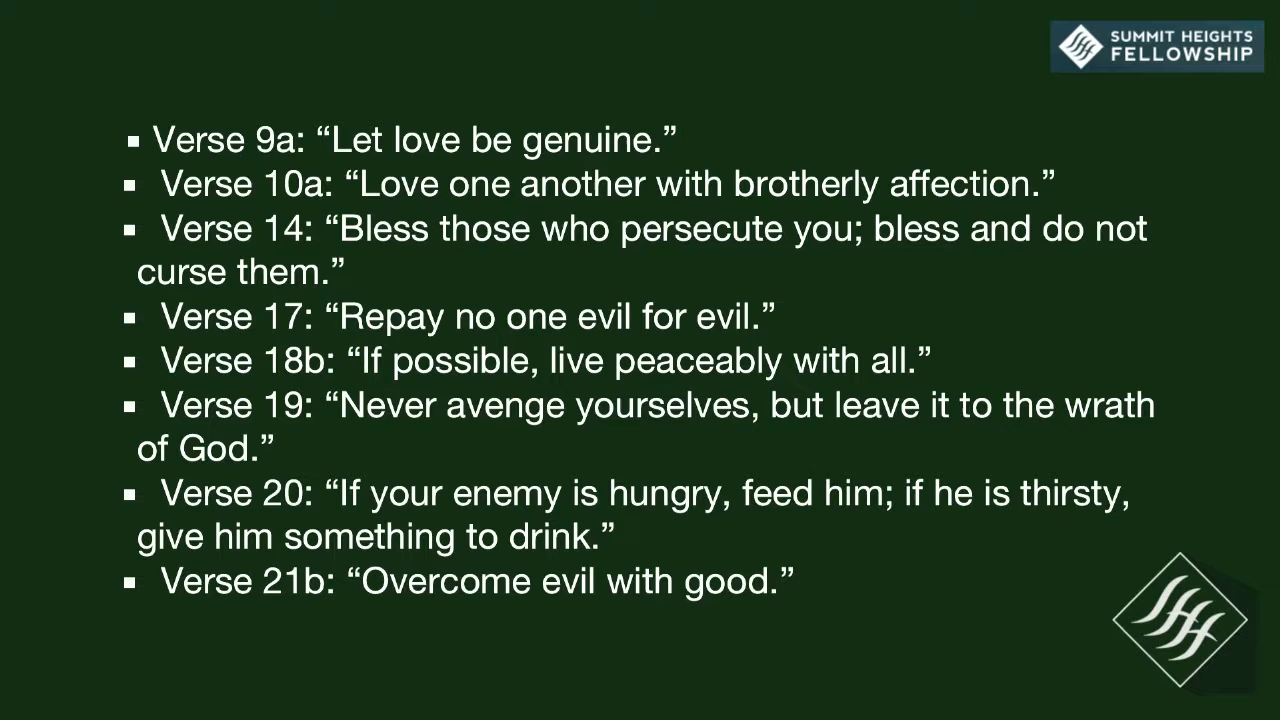 SUMMIT HEIGHTS
FELLOWSHIP
▪ Verse 9a: “Let love be genuine.”
▪ Verse 10a: “Love one another with brotherly affection.”
▪ Verse 14: “Bless those who persecute you; bless and do not
curse them.”
▪ Verse 17: “Repay no one evil for evil.”
▪ Verse 18b: “If possible, live peaceably with all.”
▪ Verse 19: “Never avenge yourselves, but leave it to the wrath
of God.”
▪ Verse 20: “If your enemy is hungry, feed him; if he is thirsty,
give him something to drink.”
▪ Verse 21b: “Overcome evil with good.”